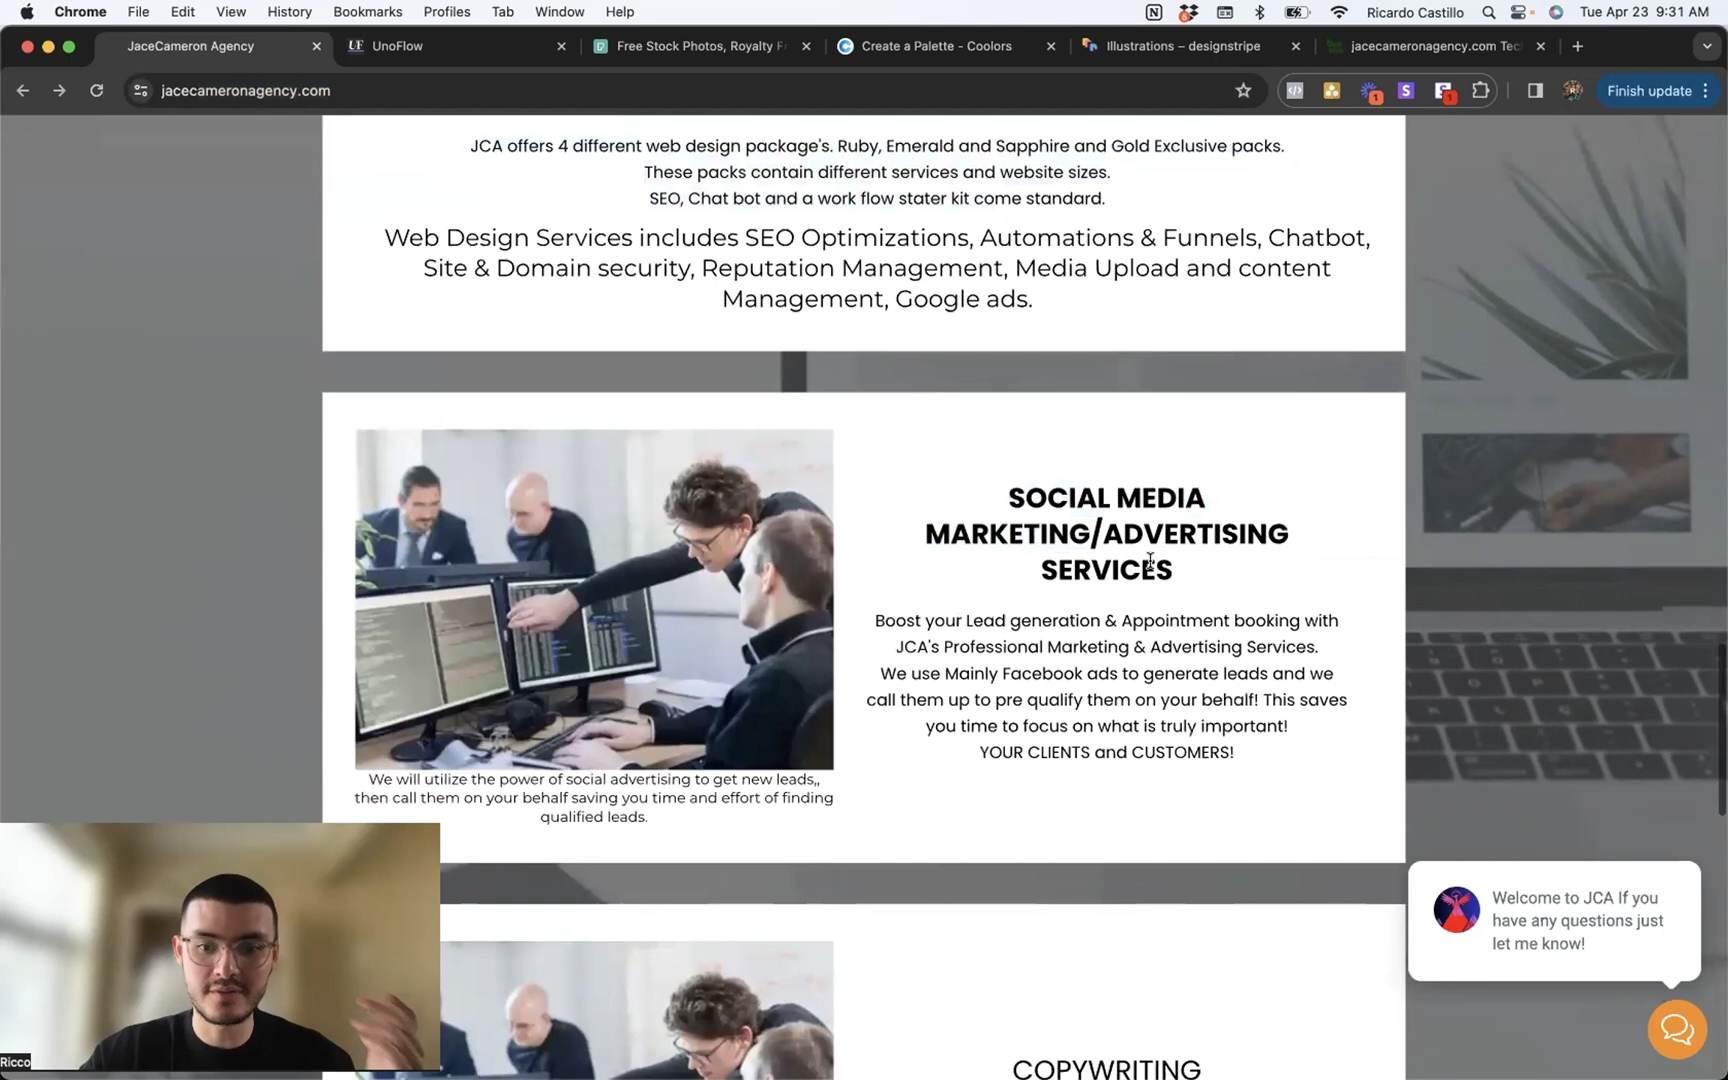 Chrome File Edit View History Bookmarks Profiles Tab Window Help Ricardo Castillo Tue Apr 23 9:31 AM
JaceCameron Agency UF UnoFlow Free Stock Photos, Royalty Fr Create a Palette - Coolors Illustrations – designstripe jacecameronagency.com Tec
jacecameronagency.com Finish update
JCA offers 4 different web design package's. Ruby, Emerald and Sapphire and Gold Exclusive packs.
These packs contain different services and website sizes.
SEO, Chat bot and a work flow stater kit come standard.
Web Design Services includes SEO Optimizations, Automations & Funnels, Chatbot,
Site & Domain security, Reputation Management, Media Upload and content
Management, Google ads.
SOCIAL MEDIA
MARKETING/ADVERTISING
SERVICES
Boost your Lead generation & Appointment booking with
JCA's Professional Marketing & Advertising Services.
We use Mainly Facebook ads to generate leads and we
call them up to pre qualify them on your behalf! This saves
you time to focus on what is truly important!
YOUR CLIENTS and CUSTOMERS!
We will utilize the power of social advertising to get new leads,,
then call them on your behalf saving you time and effort of finding
qualified leads.
COPYWRITING
Welcome to JCA If you
have any questions just
let me know!
Ricco